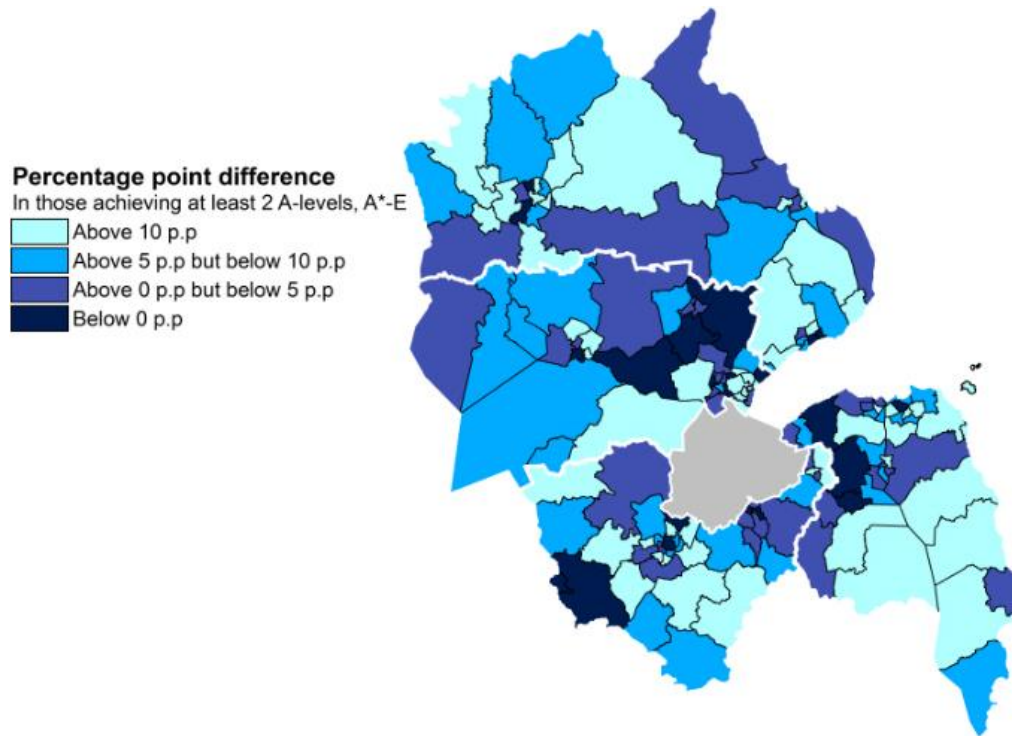 Percentage point difference
In those achieving at least 2 A-levels, A*-E
Above 10 p.p
Above 5 p.p but below 10 p.p
Above 0 p.p but below 5 p.p
Below 0 p.p